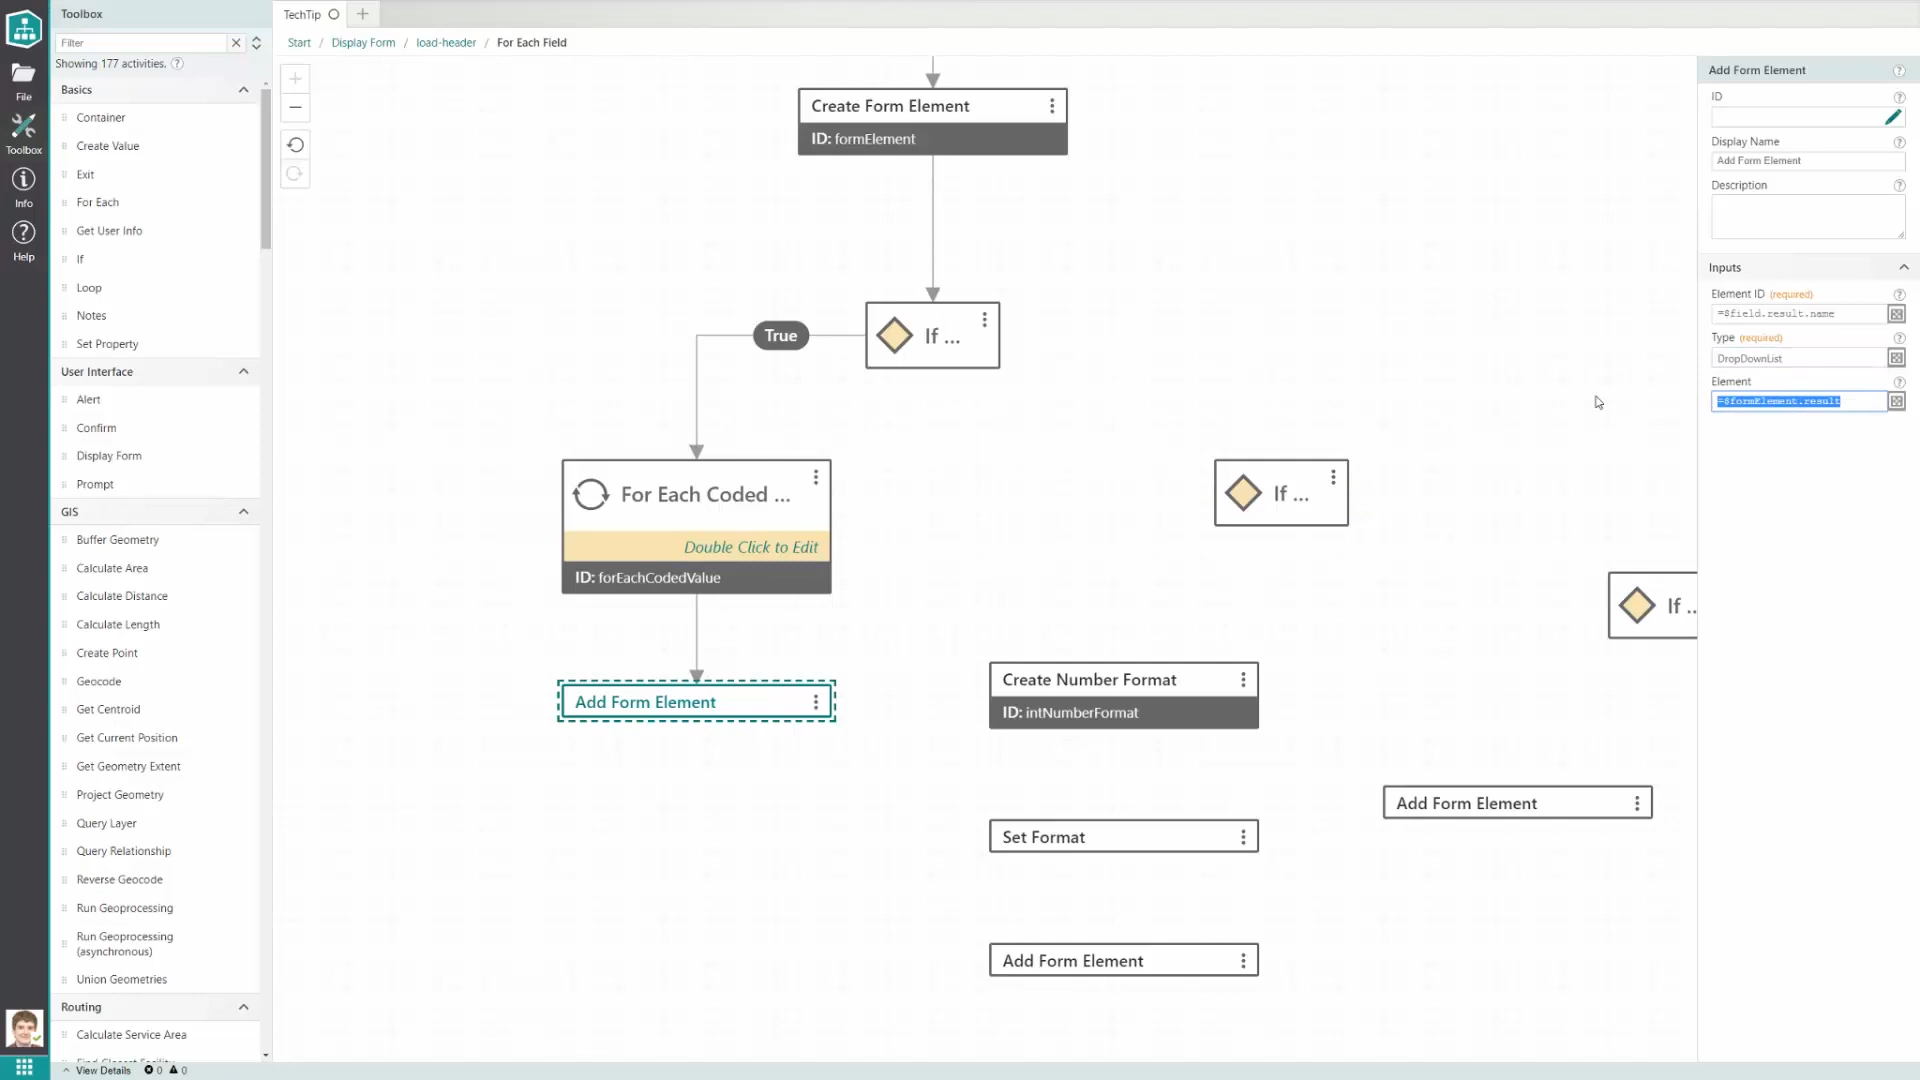 Toolbox
TechTip
Filter
Showing 177 activities.
Start / Display Form / load-header / For Each Field
File
Toolbox
Info
Help
Basics
Container
Create Value
Exit
For Each
Get User Info
If
Loop
Notes
Set Property
User Interface
Alert
Confirm
Display Form
Prompt
GIS
Buffer Geometry
Calculate Area
Calculate Distance
Calculate Length
Create Point
Geocode
Get Centroid
Get Current Position
Get Geometry Extent
Project Geometry
Query Layer
Query Relationship
Reverse Geocode
Run Geoprocessing
Run Geoprocessing
(asynchronous)
Union Geometries
Routing
Calculate Service Area
View Details 0 0
Create Form Element
ID: formElement
If ...
True
For Each Coded ...
Double Click to Edit
ID: forEachCodedValue
Add Form Element
If ...
If ..
Create Number Format
ID: intNumberFormat
Set Format
Add Form Element
Add Form Element
Add Form Element
ID
Display Name
Add Form Element
Description
Inputs
Element ID (required)
=$field.result.name
Type (required)
DropDownList
Element
=$formElement.result